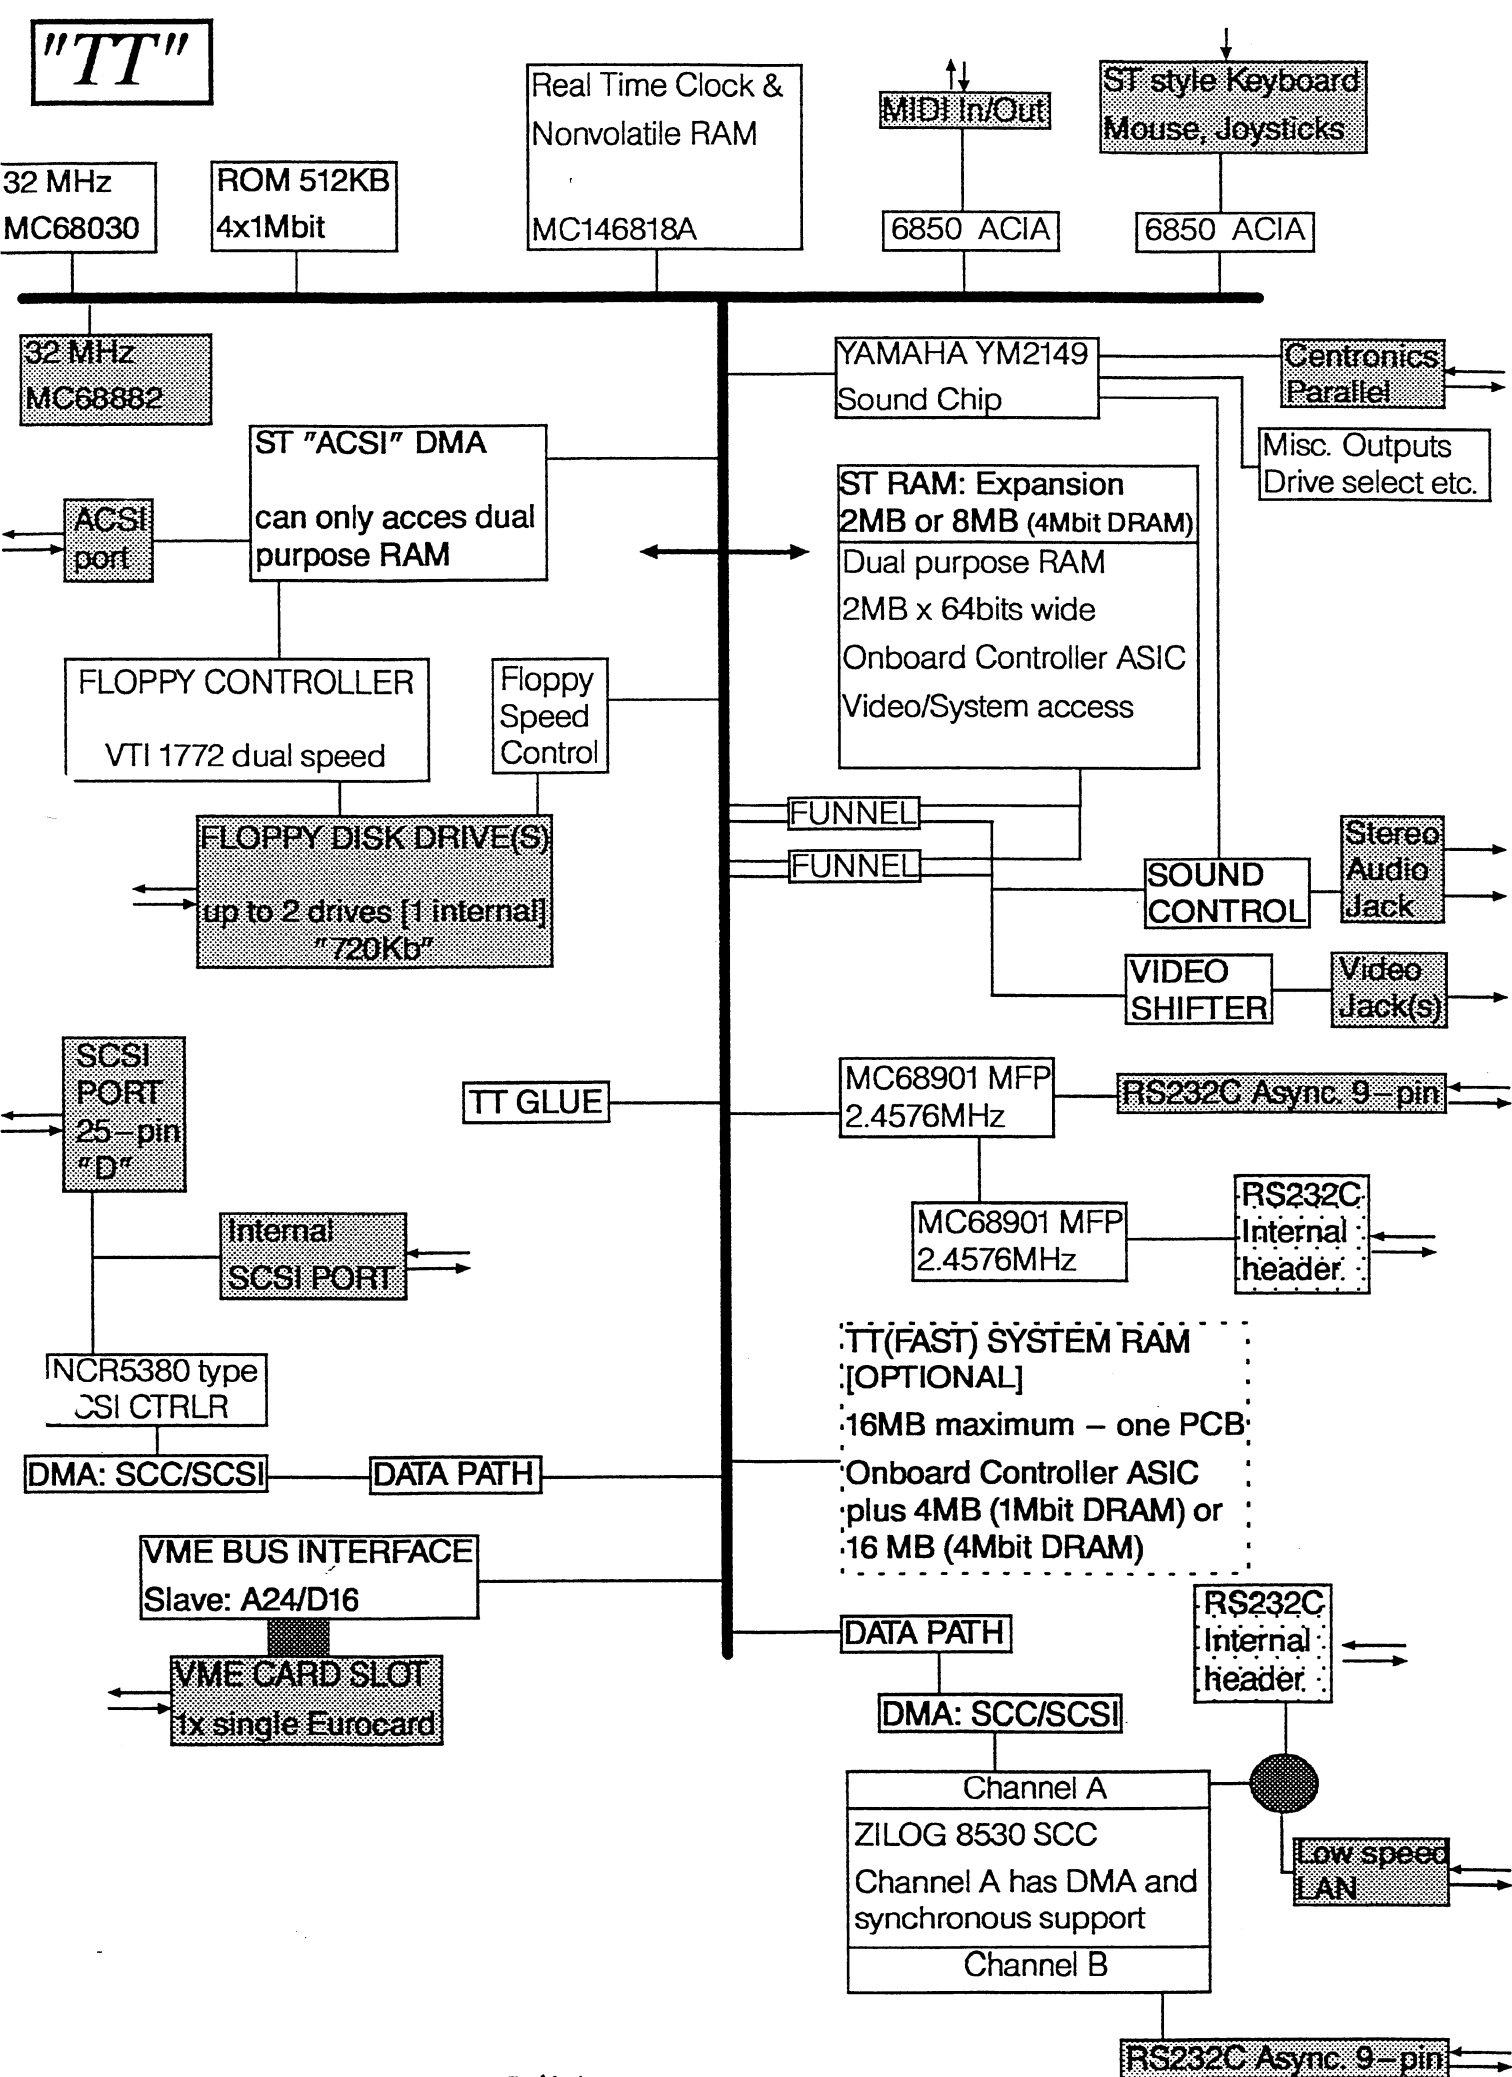 "TT"
32 MHz
MC68030
ROM 512KB
4x1Mbit
Real Time Clock &
Nonvolatile RAM
MC146818A
MIDI In/Out
6850 ACIA
ST style Keyboard
Mouse, Joysticks
6850 ACIA
32 MHz
MC68882
ST "ACSI" DMA
can only acces dual
purpose RAM
ACSI
port
FLOPPY CONTROLLER
VTI 1772 dual speed
Floppy
Speed
Control
FLOPPY DISK DRIVE(S)
up to 2 drives [1 internal]
"720Kb"
YAMAHA YM2149
Sound Chip
Centronics
Parallel
Misc. Outputs
Drive select etc.
ST RAM: Expansion
2MB or 8MB (4Mbit DRAM)
Dual purpose RAM
2MB x 64bits wide
Onboard Controller ASIC
Video/System access
FUNNEL
FUNNEL
SOUND
CONTROL
Stereo
Audio
Jack
VIDEO
SHIFTER
Video
Jack(s)
SCSI
PORT
25-pin
"D"
Internal
SCSI PORT
TT GLUE
MC68901 MFP
2.4576MHz
RS232C Async. 9-pin
MC68901 MFP
2.4576MHz
RS232C
Internal
header.
NCR5380 type
CSI CTRLR
DMA: SCC/SCSI
DATA PATH
TT(FAST) SYSTEM RAM
[OPTIONAL]
16MB maximum - one PCB
Onboard Controller ASIC
plus 4MB (1Mbit DRAM) or
16 MB (4Mbit DRAM)
VME BUS INTERFACE
Slave: A24/D16
VME CARD SLOT
1x single Eurocard
DATA PATH
DMA: SCC/SCSI
RS232C
Internal
header.
Channel A
ZILOG 8530 SCC
Channel A has DMA and
synchronous support
Channel B
Low speed
LAN
RS232C Async. 9-pin